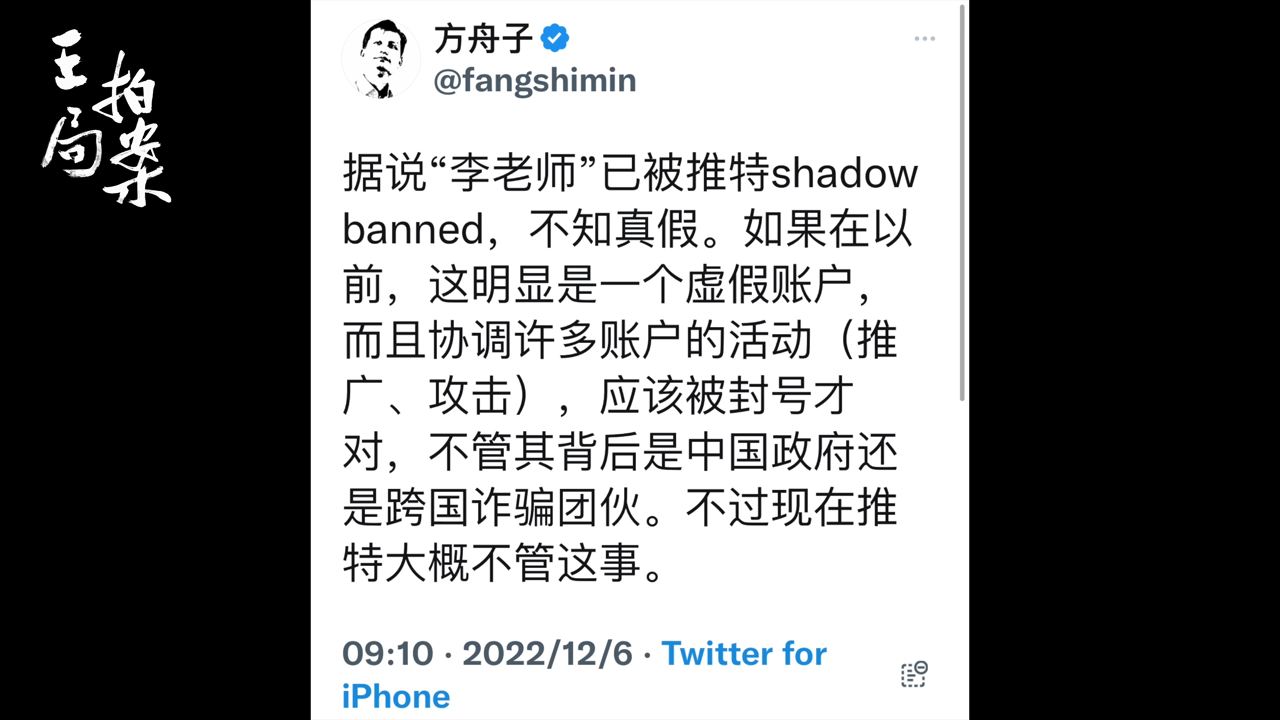 王局
拍案
方舟子
@fangshimin
据说“李老师”已被推特shadow
banned，不知真假。如果在以
前，这明显是一个虚假账户，
而且协调许多账户的活动（推
广、攻击），应该被封号才
对，不管其背后是中国政府还
是跨国诈骗团伙。不过现在推
特大概不管这事。
09:10 · 2022/12/6 · Twitter for
iPhone